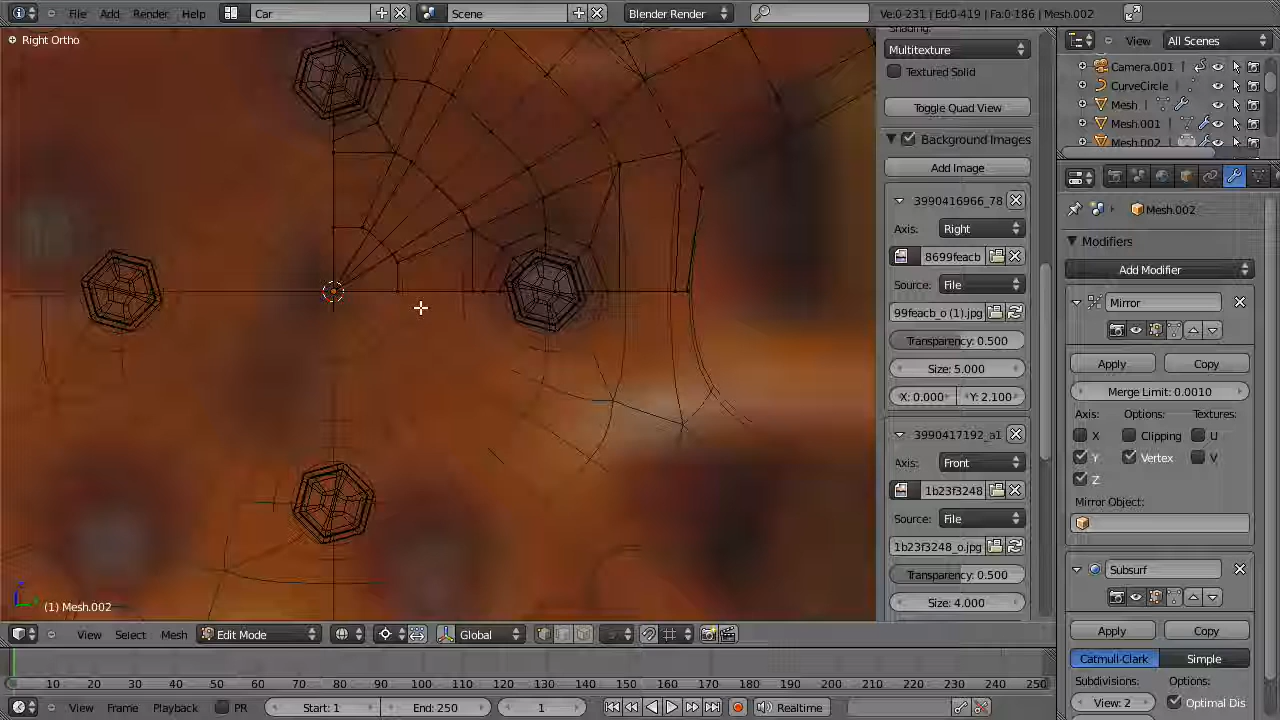 File Add Render Help Car Scene Blender Render Ve:0-231 | Ed:0-419 | Fa:0-186 | Mesh.002
Right Ortho
Shading:
Multitexture
Textured Solid
Toggle Quad View
Background Images
Add Image
3990416966_78
Axis: Right
8699feacb
Source: File
99feacb_o (1).jpg
Transparency: 0.500
Size: 5.000
X: 0.000 Y: 2.100
3990417192_a1
Axis: Front
1b23f3248
Source: File
1b23f3248_o.jpg
Transparency: 0.500
Size: 4.000
View All Scenes
Camera.001
CurveCircle
Mesh
Mesh.001
Mesh.002
Mesh.002
Modifiers
Add Modifier
Mirror
Apply Copy
Merge Limit: 0.0010
Axis: Options: Textures:
X Clipping U
Y Vertex V
Z
Mirror Object:
Subsurf
Apply Copy
Catmull-Clark Simple
Subdivisions: Options:
View: 2 Optimal Dis
(1) Mesh.002
View Select Mesh Edit Mode Global
10 20 30 40 50 60 70 80 90 100 110 120 130 140 150 160 170 180 190 200 210 220 230 240 250
View Frame Playback PR Start: 1 End: 250 1 Realtime